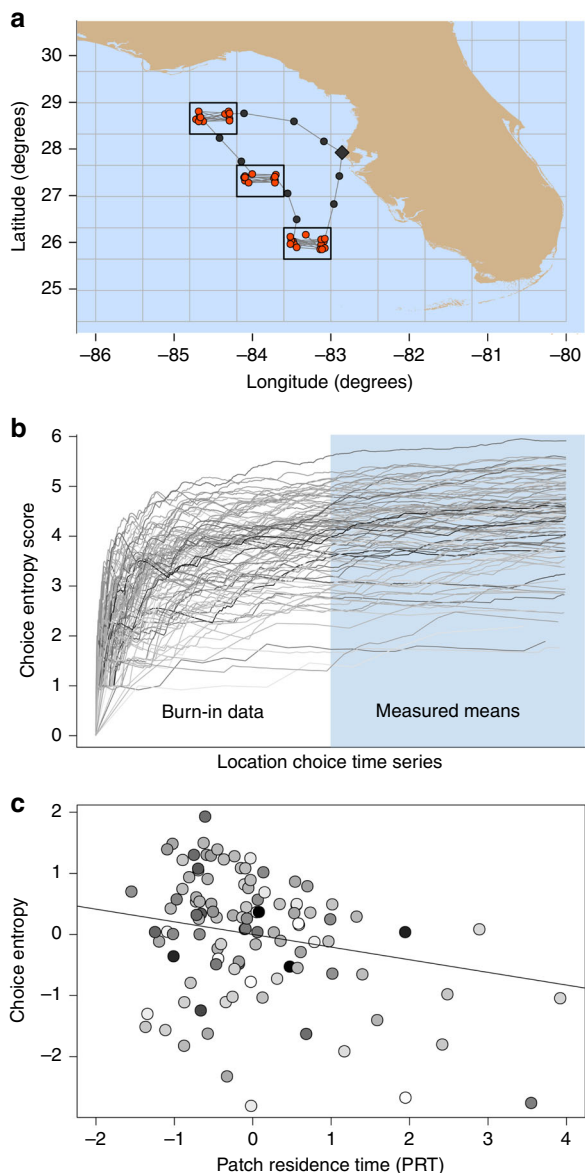 a
30
29
28
27
26
25
Latitude (degrees)
−86 −85 −84 −83 −82 −81 −80
Longitude (degrees)
b
6
5
4
3
2
1
0
Choice entropy score
Burn-in data Measured means
Location choice time series
c
2
1
0
−1
−2
Choice entropy
−2 −1 0 1 2 3 4
Patch residence time (PRT)